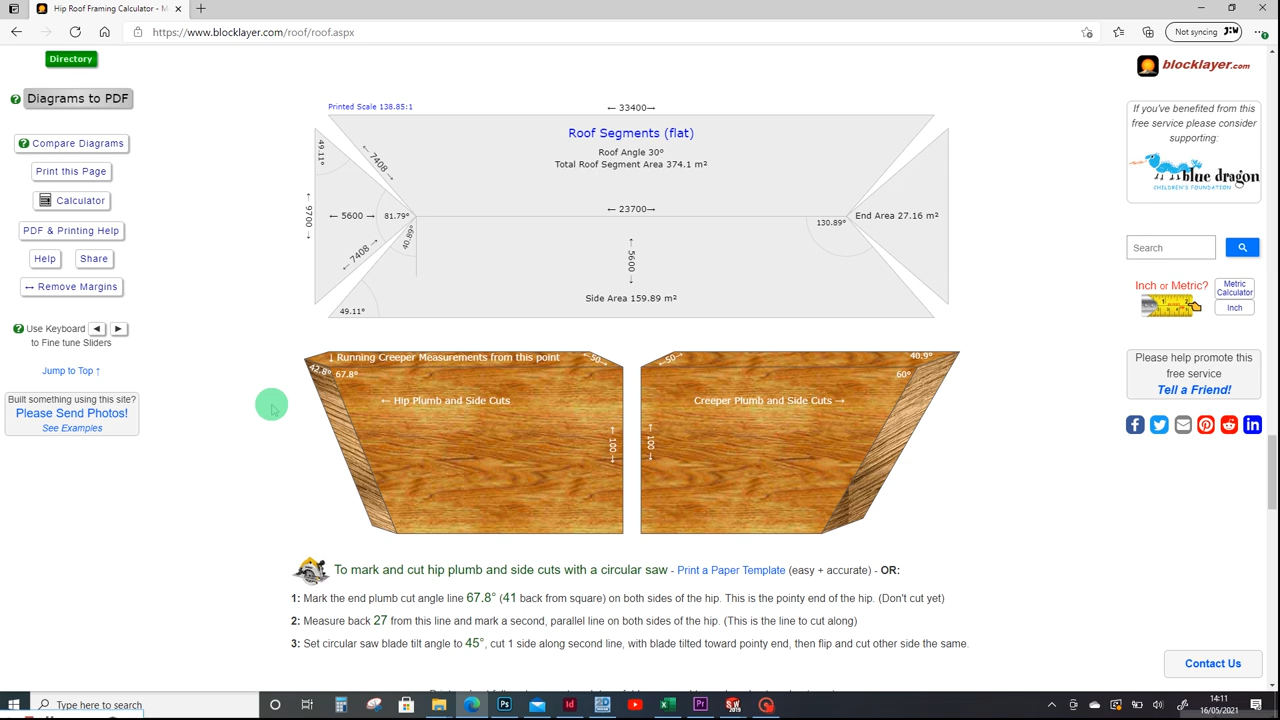 Hip Roof Framing Calculator - M
https://www.blocklayer.com/roof/roof.aspx
Not syncing
Directory
Diagrams to PDF
Compare Diagrams
Print this Page
Calculator
PDF & Printing Help
Help
Share
↔ Remove Margins
Use Keyboard ◀ ▶
to Fine tune Sliders
Jump to Top ↑
Built something using this site?
Please Send Photos!
See Examples
Printed Scale 138.85:1
← 33400→
Roof Segments (flat)
Roof Angle 30°
Total Roof Segment Area 374.1 m²
49.11°
← 7408 →
← 9700 →
← 5600 →
81.79°
← 23700→
130.89°
End Area 27.16 m²
40.89°
← 7408 →
← 5600 →
Side Area 159.89 m²
49.11°
↓ Running Creeper Measurements from this point
←50→
←50→
40.9°
42.8°
67.8°
60°
← Hip Plumb and Side Cuts
Creeper Plumb and Side Cuts →
← 100 →
← 100 →
To mark and cut hip plumb and side cuts with a circular saw - Print a Paper Template (easy + accurate) - OR:
1: Mark the end plumb cut angle line 67.8° (41 back from square) on both sides of the hip. This is the pointy end of the hip. (Don't cut yet)
2: Measure back 27 from this line and mark a second, parallel line on both sides of the hip. (This is the line to cut along)
3: Set circular saw blade tilt angle to 45°, cut 1 side along second line, with blade tilted toward pointy end, then flip and cut other side the same.
blocklayer.com
If you've benefited from this
free service please consider
supporting:
blue dragon
CHILDREN'S FOUNDATION
Search
Inch or Metric?
Metric
Calculator
Inch
Please help promote this
free service
Tell a Friend!
Contact Us
Type here to search
14:11
16/05/2021